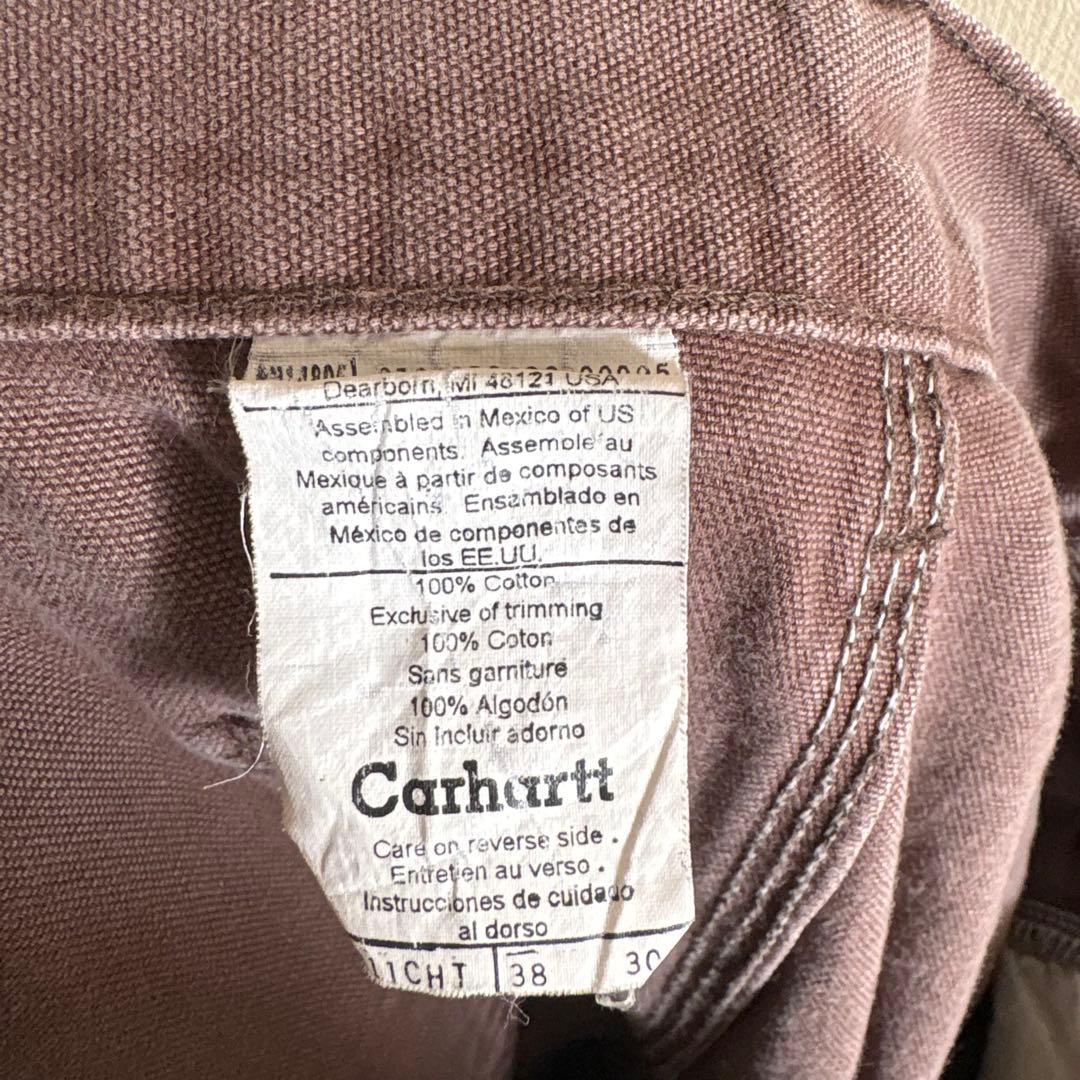 Dearborn, MI 48121 USA
Assembled in Mexico of US
components. Assemble au
Mexique à partir de composants
américains. Ensamblado en
México de componentes de
los EE.UU.
100% Cotton
Exclusive of trimming
100% Coton
Sans garniture
100% Algodón
Sin Incluir adorno
Carhartt
Care on reverse side.
Entretien au verso.
Instrucciones de cuidado
al dorso
38 30